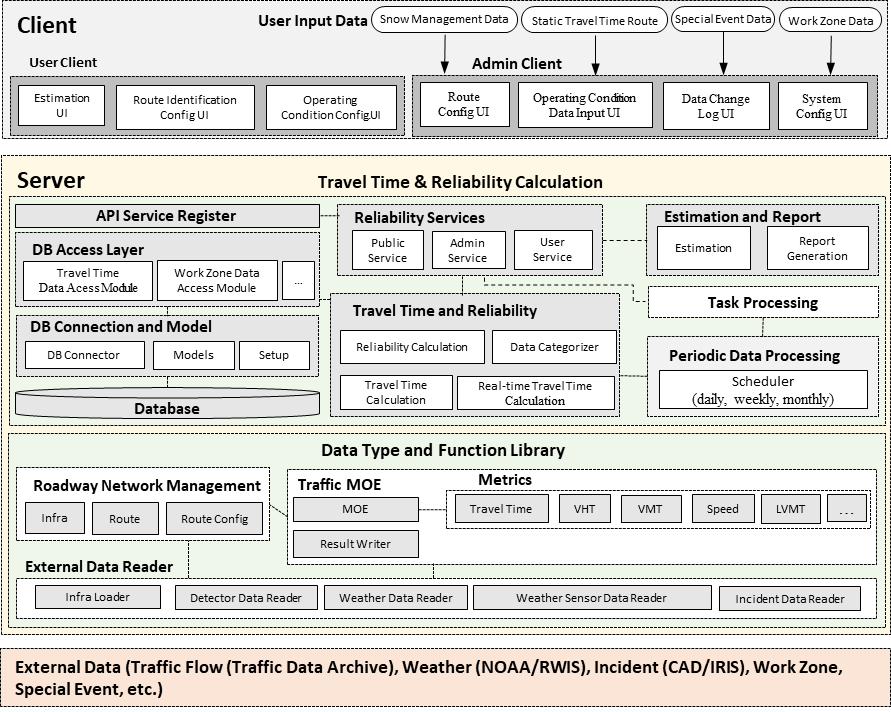 Client
User Input Data
Snow Management Data
Static Travel Time Route
Special Event Data
Work Zone Data
User Client
Admin Client
Estimation
UI
Route Identification
Config UI
Operating
Condition ConfigUI
Route
Config UI
Operating Condition
Data Input UI
Data Change
Log UI
System
Config UI
Server
Travel Time & Reliability Calculation
API Service Register
DB Access Layer
Travel Time
Data Acess Module
Work Zone Data
Access Module
...
DB Connection and Model
DB Connector
Models
Setup
Database
Reliability Services
Public
Service
Admin
Service
User
Service
Travel Time and Reliability
Reliability Calculation
Data Categorizer
Travel Time
Calculation
Real-time Travel Time
Calculation
Estimation and Report
Estimation
Report
Generation
Task Processing
Periodic Data Processing
Scheduler
(daily, weekly, monthly)
Data Type and Function Library
Roadway Network Management
Infra
Route
Route Config
Traffic MOE
MOE
Result Writer
Metrics
Travel Time
VHT
VMT
Speed
LVMT
. . .
External Data Reader
Infra Loader
Detector Data Reader
Weather Data Reader
Weather Sensor Data Reader
Incident Data Reader
External Data (Traffic Flow (Traffic Data Archive), Weather (NOAA/RWIS), Incident (CAD/IRIS), Work Zone,
Special Event, etc.)